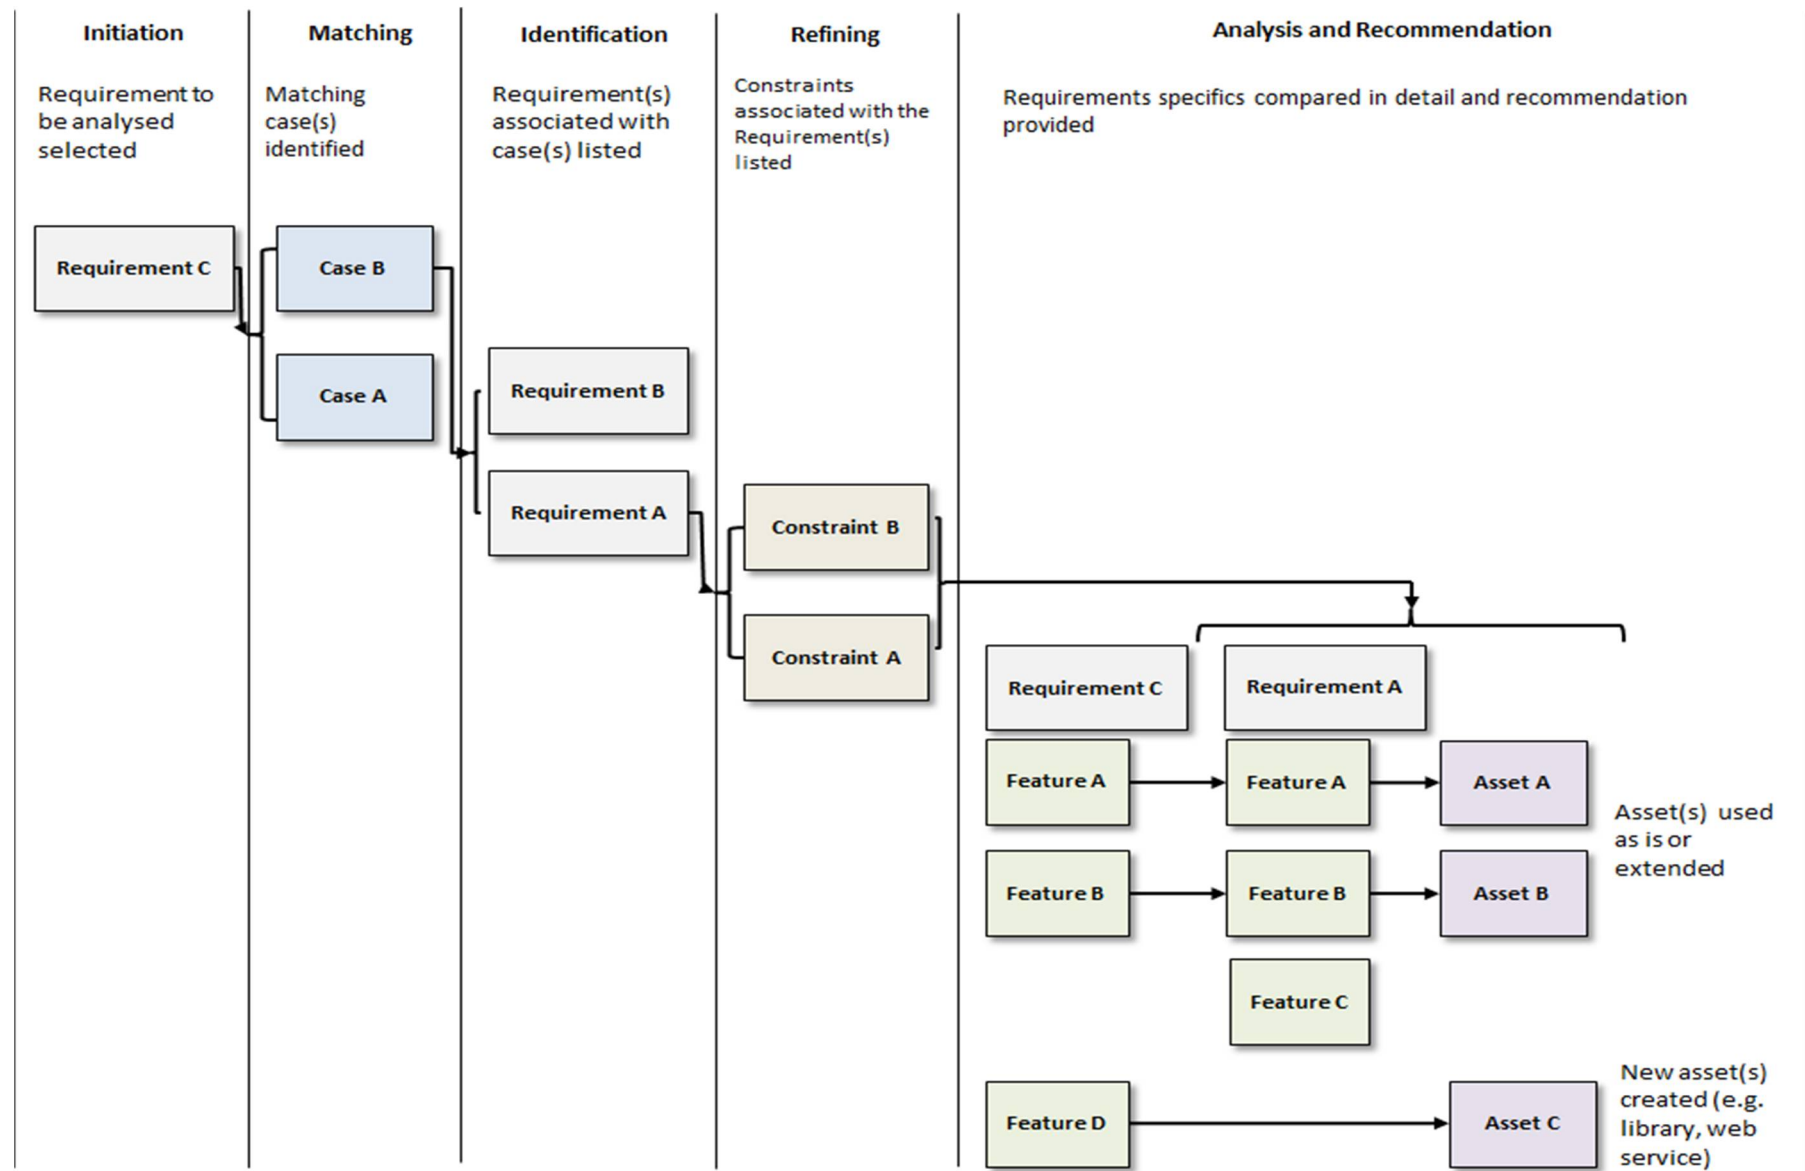 Initiation
Requirement to
be analysed
selected
Requirement C
Matching
Matching
case(s)
identified
Case B
Case A
Identification
Requirement(s)
associated with
case(s) listed
Requirement B
Requirement A
Refining
Constraints
associated with the
Requirement(s)
listed
Constraint B
Constraint A
Analysis and Recommendation
Requirements specifics compared in detail and recommendation
provided
Requirement C
Requirement A
Feature A
Feature A
Asset A
Asset(s) used
as is or
extended
Feature B
Feature B
Asset B
Feature C
Feature D
Asset C
New asset(s)
created (e.g.
library, web
service)